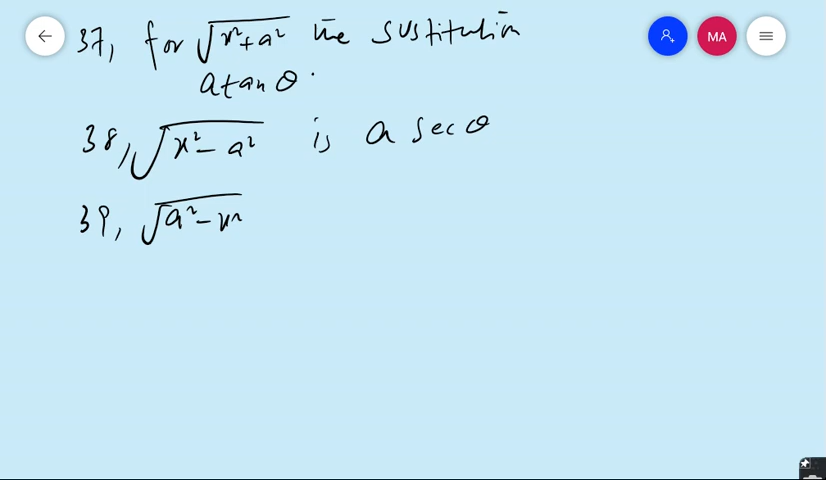 37, for √x²+a² the sustitution
a tan θ.
38, √x²-a² is a sec θ
39, √a²-x²
MA